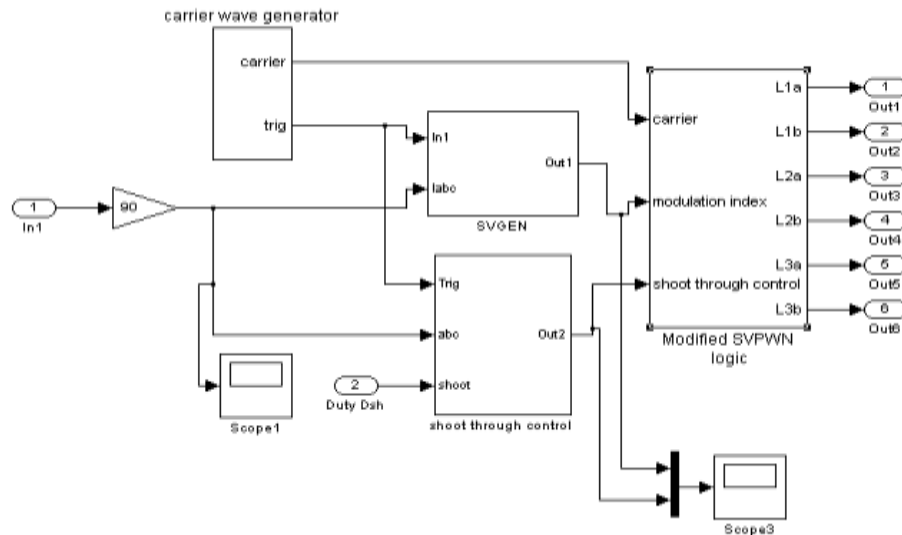 carrier wave generator
carrier
trig
In1
Iabc
Out1
SVGEN
1
In1
90
Trig
abc
shoot
Out2
shoot through control
2
Duty Dsh
Scope1
carrier
modulation index
shoot through control
L1a
L1b
L2a
L2b
L3a
L3b
Modified SVPWN
logic
1
Out1
2
Out2
3
Out3
4
Out4
5
Out5
6
Out6
Scope3